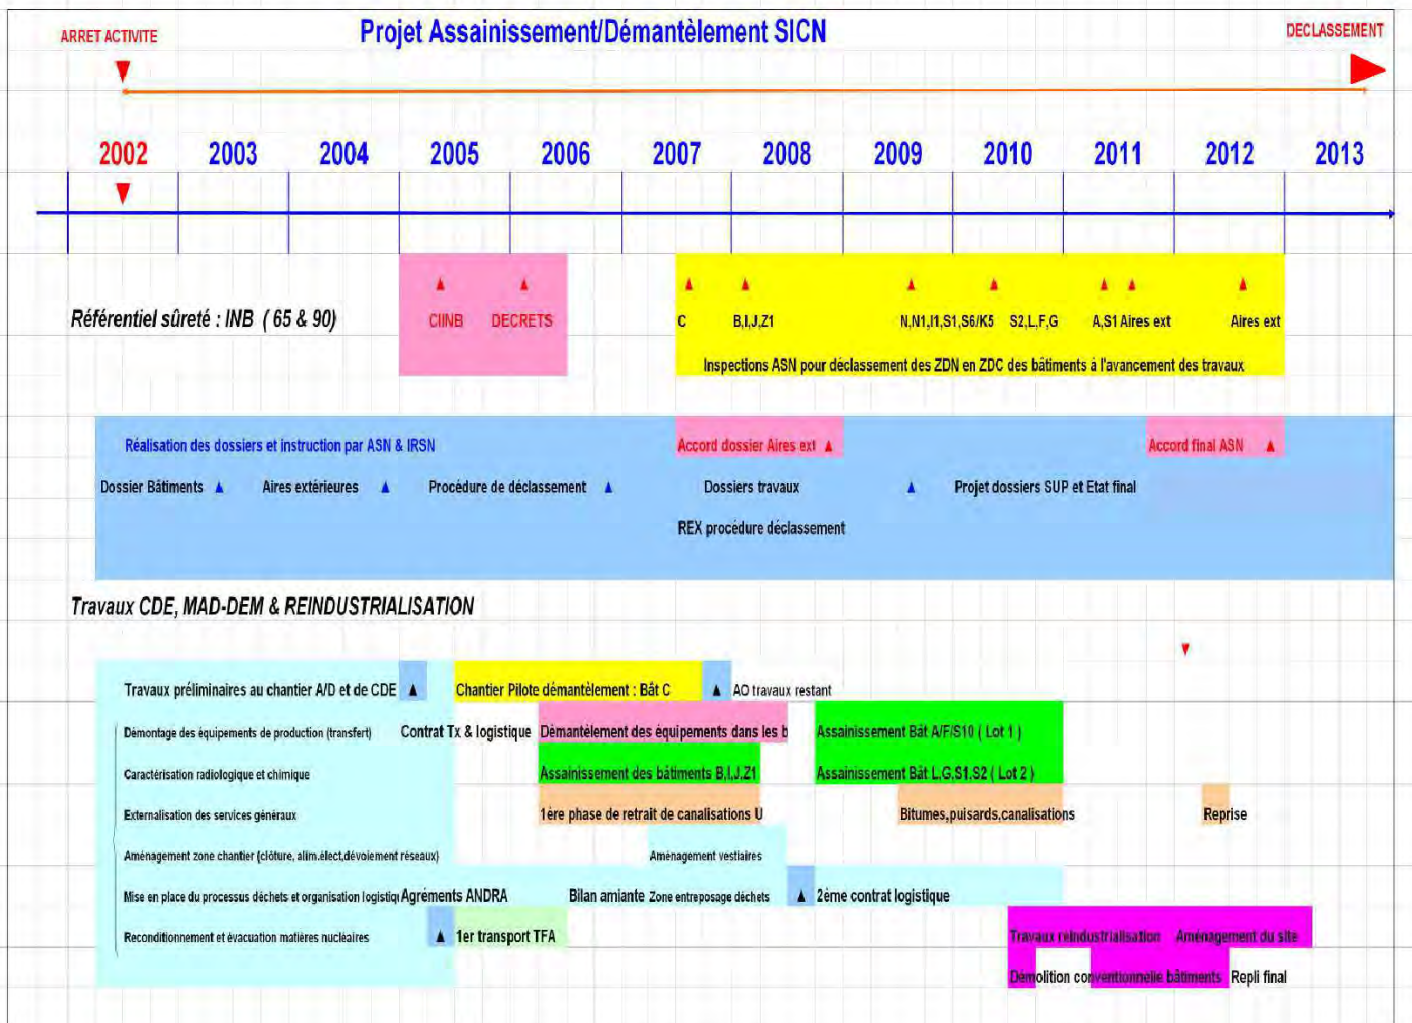 Projet Assainissement/Démantèlement SICN
ARRET ACTIVITE
DECLASSEMENT
2002 2003 2004 2005 2006 2007 2008 2009 2010 2011 2012 2013
Référentiel sûreté : INB ( 65 & 90)
CIINB DECRETS
C B,I,J,Z1 N,N1,I1,S1,S6/K5 S2,L,F,G A,S1 Aires ext Aires ext
Inspections ASN pour déclassement des ZDN en ZDC des bâtiments à l'avancement des travaux
Réalisation des dossiers et instruction par ASN & IRSN
Accord dossier Aires ext
Accord final ASN
Dossier Bâtiments Aires extérieures Procédure de déclassement Dossiers travaux Projet dossiers SUP et Etat final
REX procédure déclassement
Travaux CDE, MAD-DEM & REINDUSTRIALISATION
Travaux préliminaires au chantier A/D et de CDE Chantier Pilote démantèlement : Bât C AO travaux restant
Démontage des équipements de production (transfert) Contrat Tx & logistique Démantèlement des équipements dans les b Assainissement Bât A/F/S10 ( Lot 1 )
Caractérisation radiologique et chimique Assainissement des bâtiments B,I,J,Z1 Assainissement Bât L,G,S1,S2 ( Lot 2 )
Externalisation des services généraux 1ère phase de retrait de canalisations U Bitumes,puisards,canalisations Reprise
Aménagement zone chantier (clôture, alim.élect,dévoiement réseaux) Aménagement vestiaires
Mise en place du processus déchets et organisation logistiqu Agréments ANDRA Bilan amiante Zone entreposage déchets 2ème contrat logistique
Reconditionnement et évacuation matières nucléaires 1er transport TFA Travaux réindustrialisation Aménagement du site
Démolition conventionnelle bâtiments Repli final